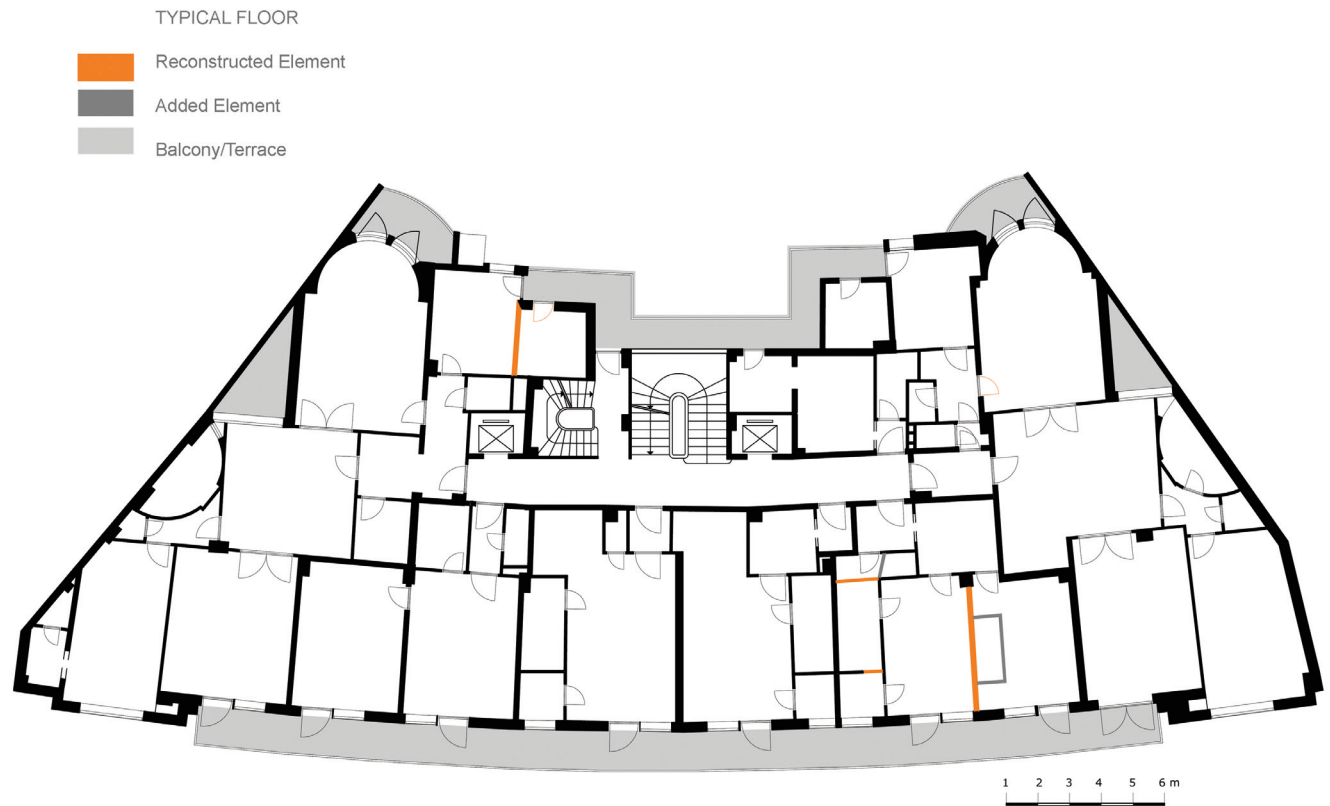 TYPICAL FLOOR
Reconstructed Element
Added Element
Balcony/Terrace
1 2 3 4 5 6 m